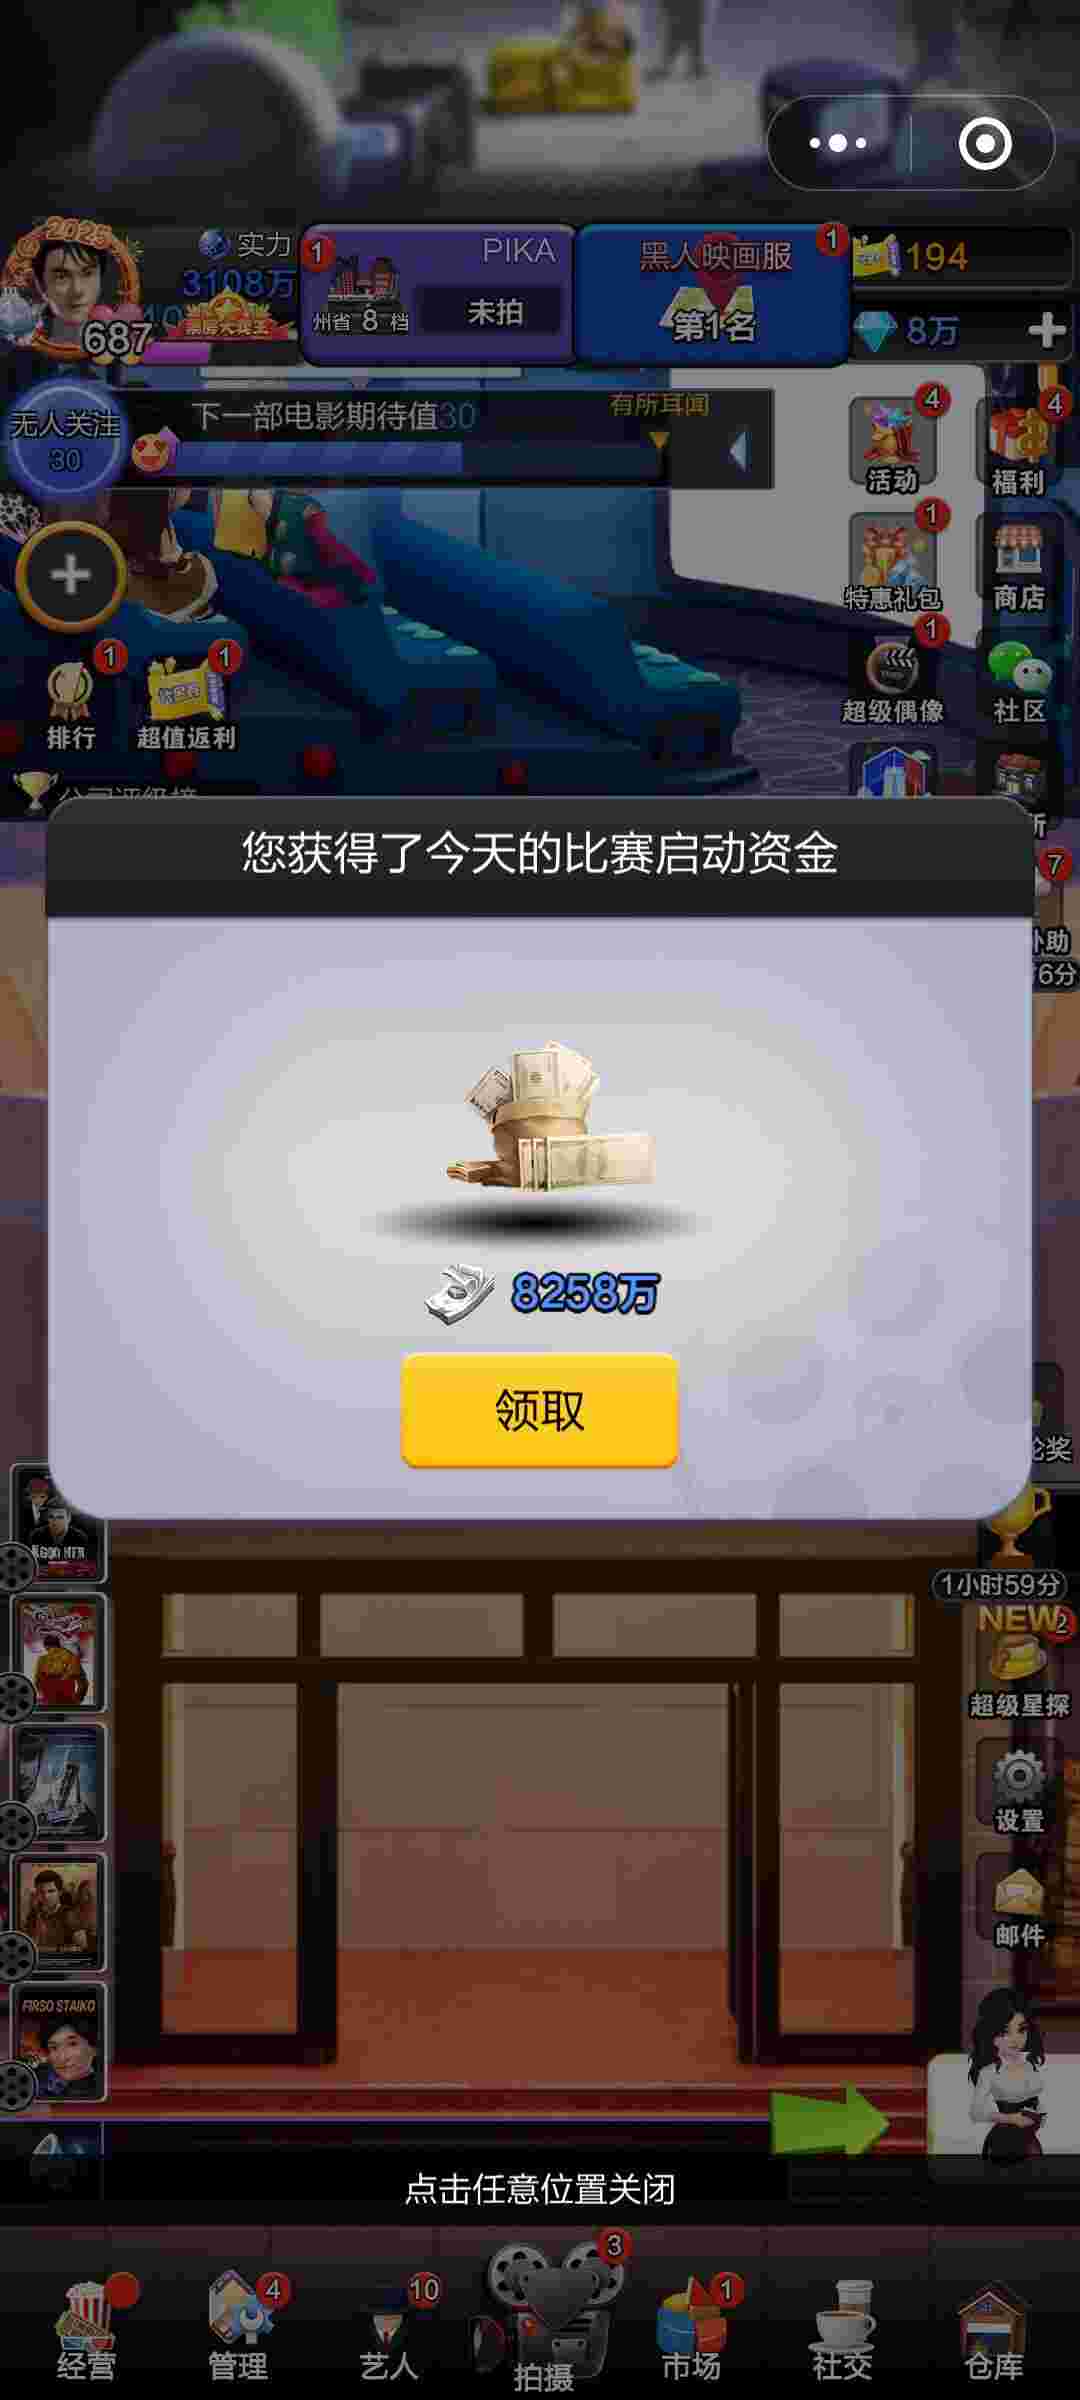 2025
实力
3108万
687
票房大赛王
1
PIKA
州省 8 档
未拍
黑人映画服
1
第1名
194
8万
无人关注
30
下一部电影期待值30
有所耳闻
4
活动
4
福利
1
特惠礼包
商店
1
超级偶像
社区
1
排行
1
超值返利
公司评级榜
7
补助
6分
您获得了今天的比赛启动资金
8258万
领取
轮奖
1小时59分
NEW
2
超级星探
设置
邮件
FIRSO STAIKO
点击任意位置关闭
经营
4
管理
10
艺人
3
拍摄
1
市场
社交
仓库